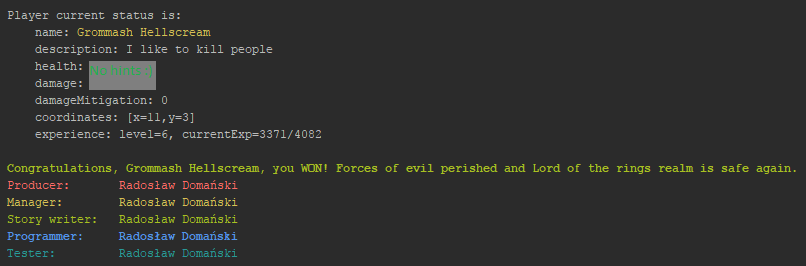 Player current status is:
name: Grommash Hellscream
description: I like to kill people
health: No hints :)
damage:
damageMitigation: 0
coordinates: [x=11,y=3]
experience: level=6, currentExp=3371/4082
Congratulations, Grommash Hellscream, you WON! Forces of evil perished and Lord of the rings realm is safe again.
Producer: Radosław Domański
Manager: Radosław Domański
Story writer: Radosław Domański
Programmer: Radosław Domański
Tester: Radosław Domański